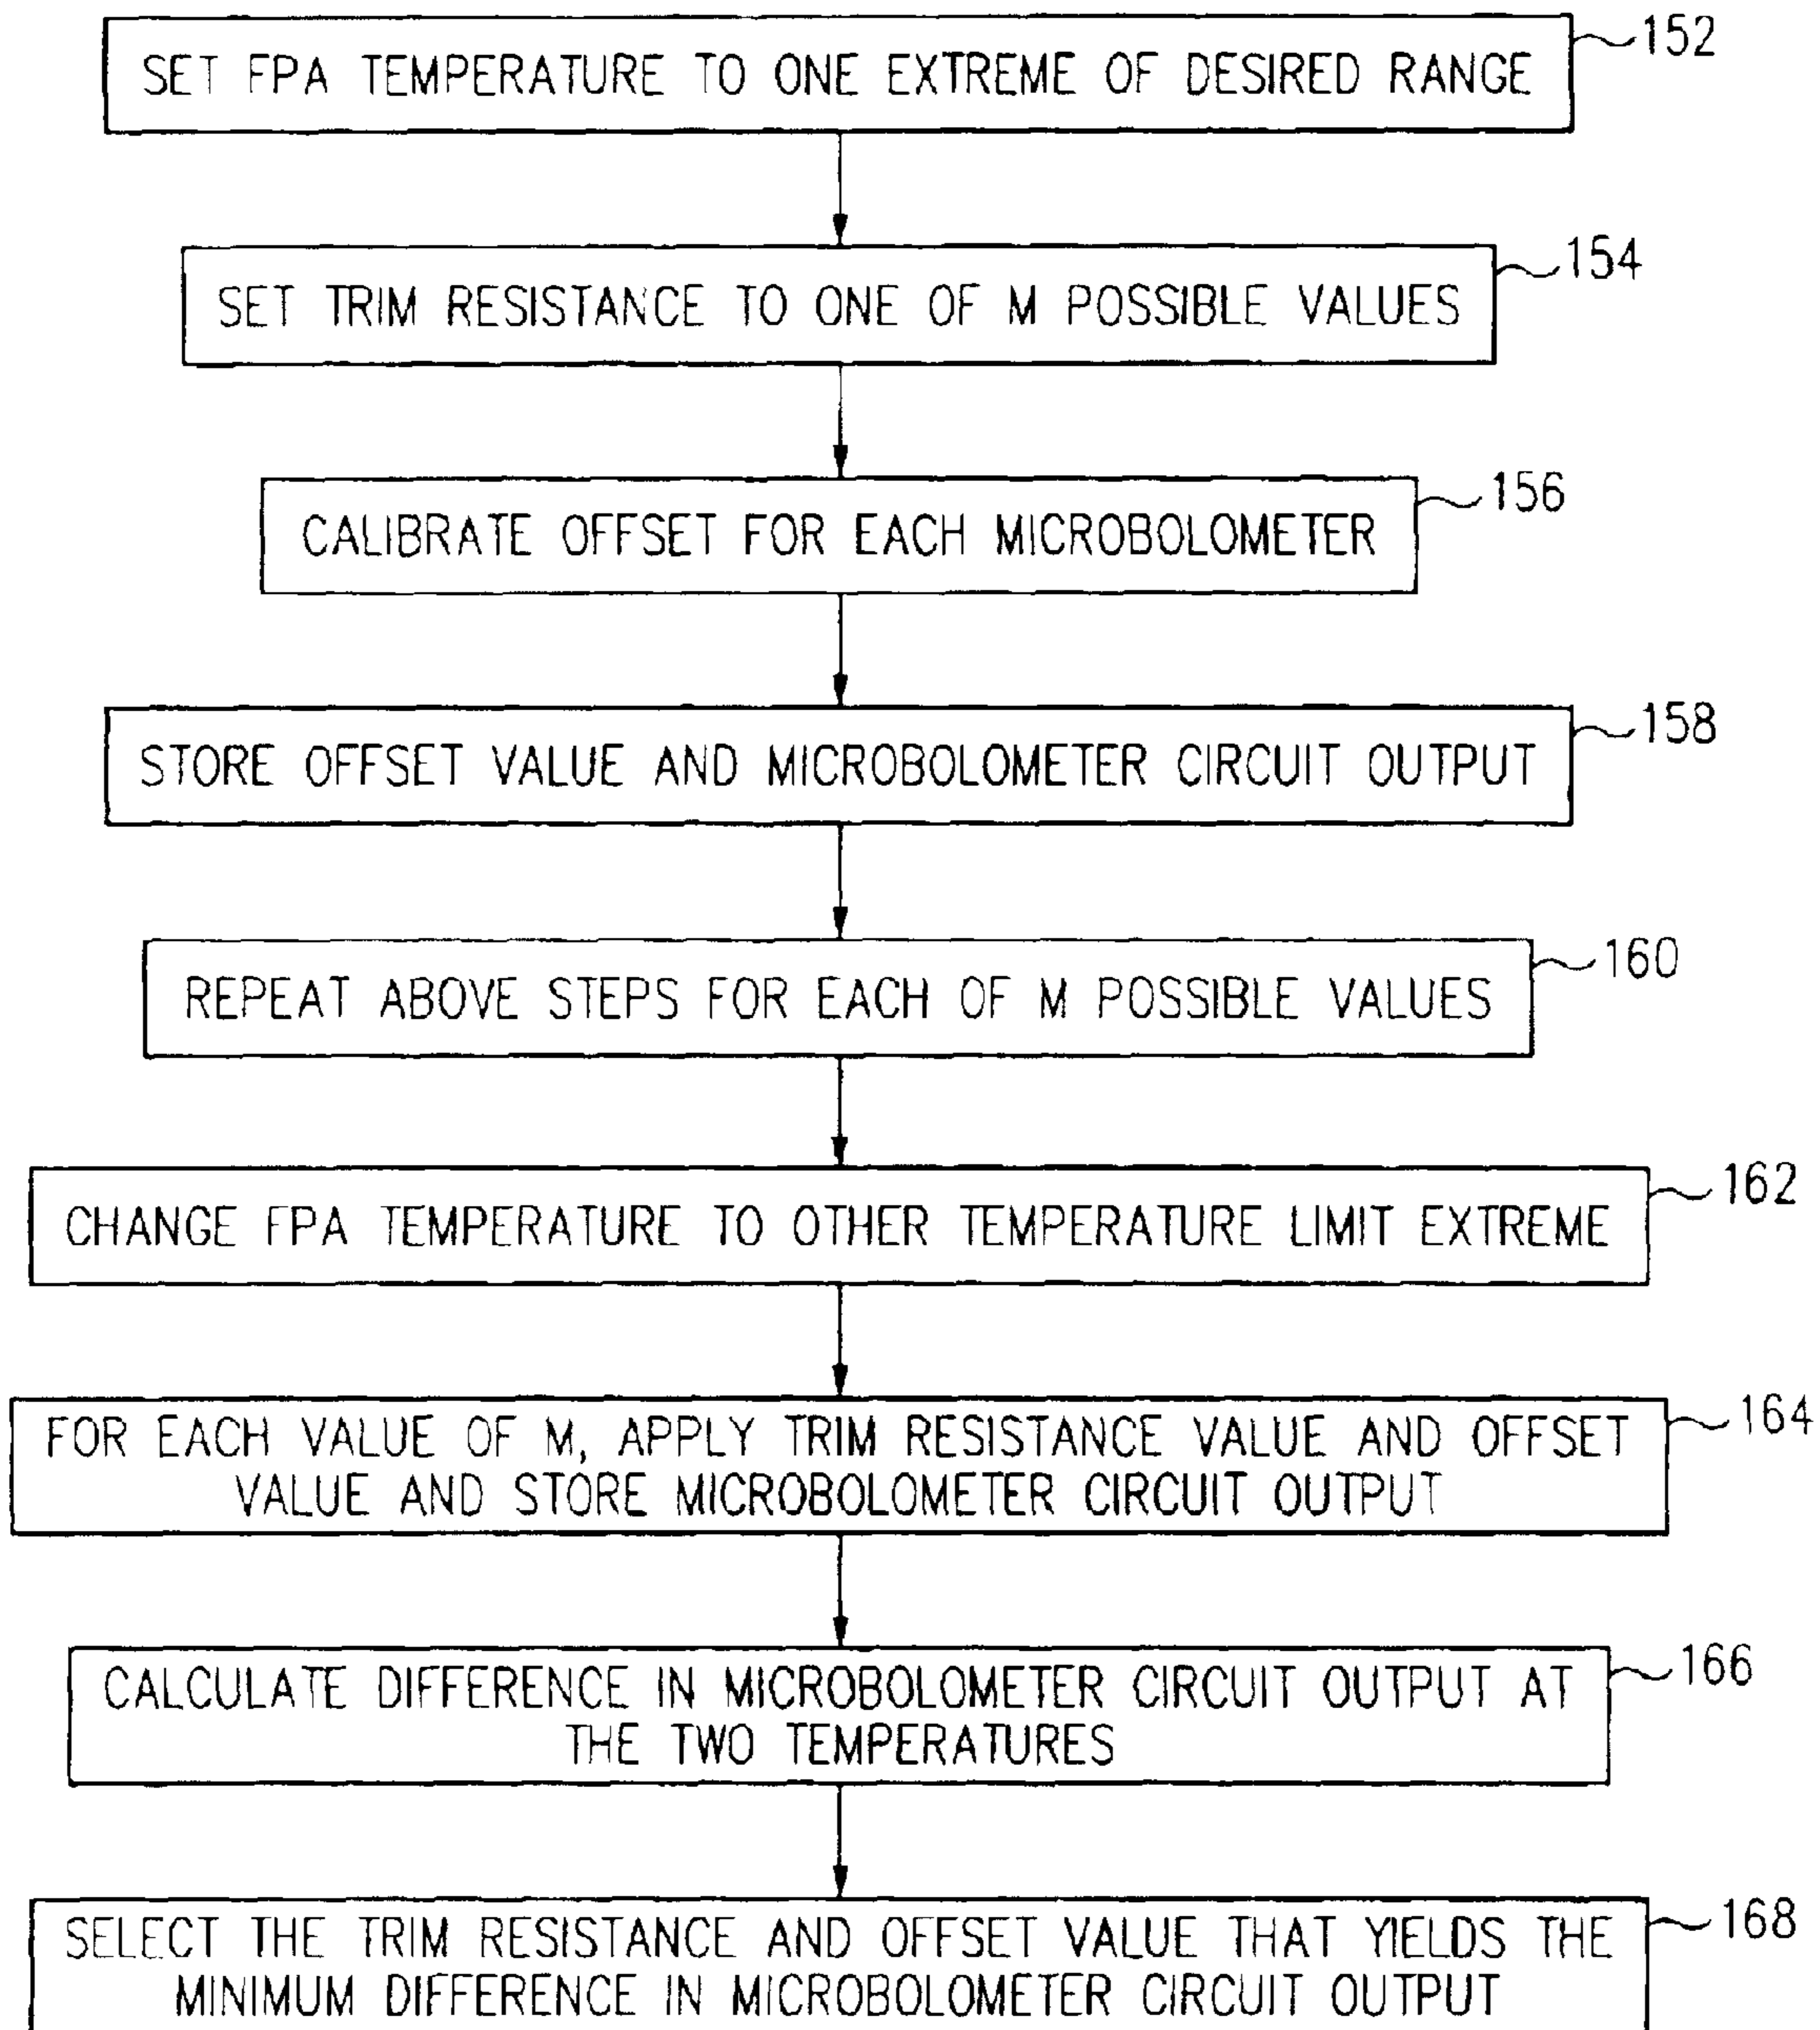 SET FPA TEMPERATURE TO ONE EXTREME OF DESIRED RANGE
152
SET TRIM RESISTANCE TO ONE OF M POSSIBLE VALUES
154
CALIBRATE OFFSET FOR EACH MICROBOLOMETER
156
STORE OFFSET VALUE AND MICROBOLOMETER CIRCUIT OUTPUT
158
REPEAT ABOVE STEPS FOR EACH OF M POSSIBLE VALUES
160
CHANGE FPA TEMPERATURE TO OTHER TEMPERATURE LIMIT EXTREME
162
FOR EACH VALUE OF M, APPLY TRIM RESISTANCE VALUE AND OFFSET
VALUE AND STORE MICROBOLOMETER CIRCUIT OUTPUT
164
CALCULATE DIFFERENCE IN MICROBOLOMETER CIRCUIT OUTPUT AT
THE TWO TEMPERATURES
166
SELECT THE TRIM RESISTANCE AND OFFSET VALUE THAT YIELDS THE
MINIMUM DIFFERENCE IN MICROBOLOMETER CIRCUIT OUTPUT
168